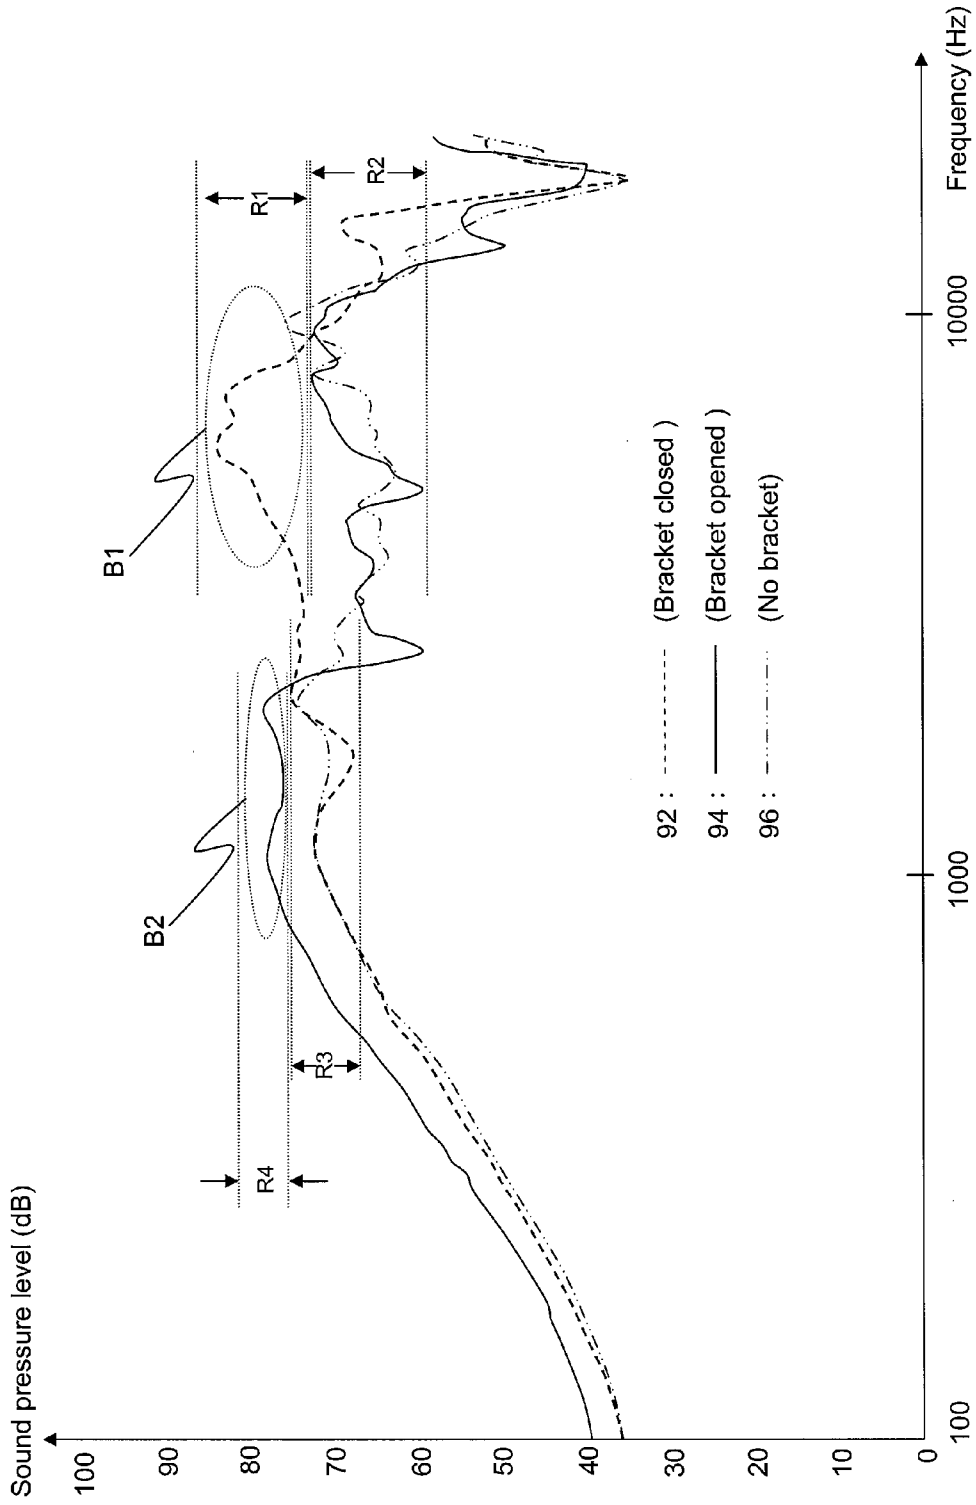 Sound pressure level (dB)
100
90
80
70
60
50
40
30
20
10
0
R4
R3
B2
B1
R1
R2
92 : (Bracket closed )
94 : (Bracket opened )
96 : (No bracket)
100
1000
10000
Frequency (Hz)